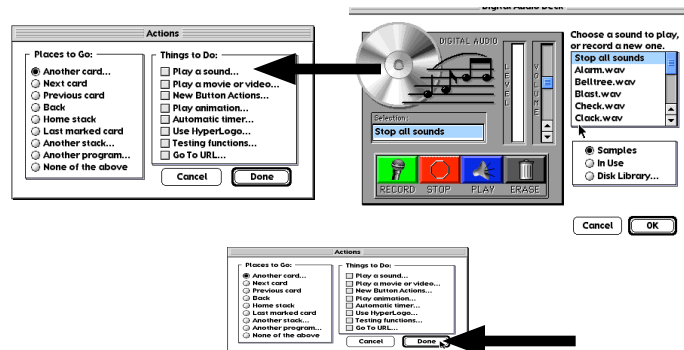 Digital Audio Deck
Actions
Places to Go:
Another card...
Next card
Previous card
Back
Home stack
Last marked card
Another stack...
Another program...
None of the above
Things to Do:
Play a sound...
Play a movie or video...
New Button Actions...
Play animation...
Automatic timer...
Use HyperLogo...
Testing functions...
Go To URL...
Cancel
Done
DIGITAL AUDIO
LEVEL
VOLUME
Selection:
Stop all sounds
RECORD
STOP
PLAY
ERASE
Choose a sound to play,
or record a new one.
Stop all sounds
Alarm.wav
Belltree.wav
Blast.wav
Check.wav
Clack.wav
Samples
In Use
Disk Library...
Cancel
OK
Actions
Places to Go:
Another card...
Next card
Previous card
Back
Home stack
Last marked card
Another stack...
Another program...
None of the above
Things to Do:
Play a sound...
Play a movie or video...
New Button Actions...
Play animation...
Automatic timer...
Use HyperLogo...
Testing functions...
Go To URL...
Cancel
Done